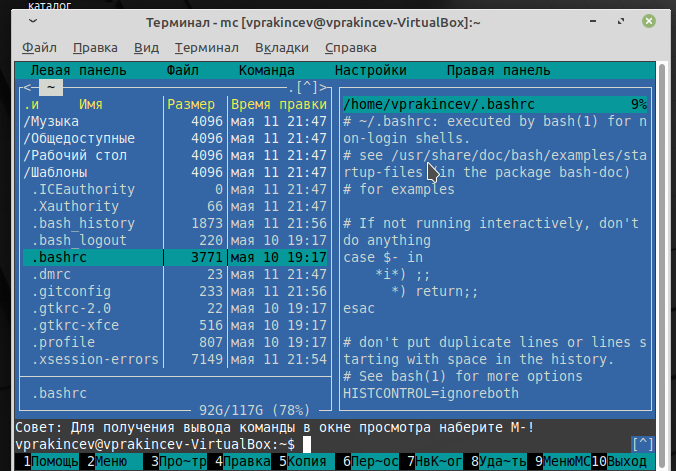 каталог
Терминал - mc [vprakincev@vprakincev-VirtualBox]:~
Файл Правка Вид Терминал Вкладки Справка
Левая панель Файл Команда Настройки Правая панель
<─ ~ .[^]>
.и Имя Размер Время правки
/Музыка 4096 мая 11 21:47
/Общедоступные 4096 мая 11 21:47
/Рабочий стол 4096 мая 11 21:47
/Шаблоны 4096 мая 11 21:47
.ICEauthority 0 мая 11 21:47
.Xauthority 66 мая 11 21:47
.bash_history 1873 мая 11 21:56
.bash_logout 220 мая 10 19:17
.bashrc 3771 мая 10 19:17
.dmrc 23 мая 11 21:47
.gitconfig 233 мая 11 21:56
.gtkrc-2.0 22 мая 10 19:17
.gtkrc-xfce 516 мая 10 19:17
.profile 807 мая 10 19:17
.xsession-errors 7149 мая 11 21:54
.bashrc
92G/117G (78%)
/home/vprakincev/.bashrc 9%
# ~/.bashrc: executed by bash(1) for n
on-login shells.
# see /usr/share/doc/bash/examples/sta
rtup-files (in the package bash-doc)
# for examples
# If not running interactively, don't
do anything
case $- in
*i*) ;;
*) return;;
esac
# don't put duplicate lines or lines s
tarting with space in the history.
# See bash(1) for more options
HISTCONTROL=ignoreboth
Совет: Для получения вывода команды в окне просмотра наберите M-!
vprakincev@vprakincev-VirtualBox:~$ [^]
1Помощь 2Меню 3Про~тр 4Правка 5Копия 6Пер~ос 7НвК~ог 8Уда~ть 9МенюMC 10Выход